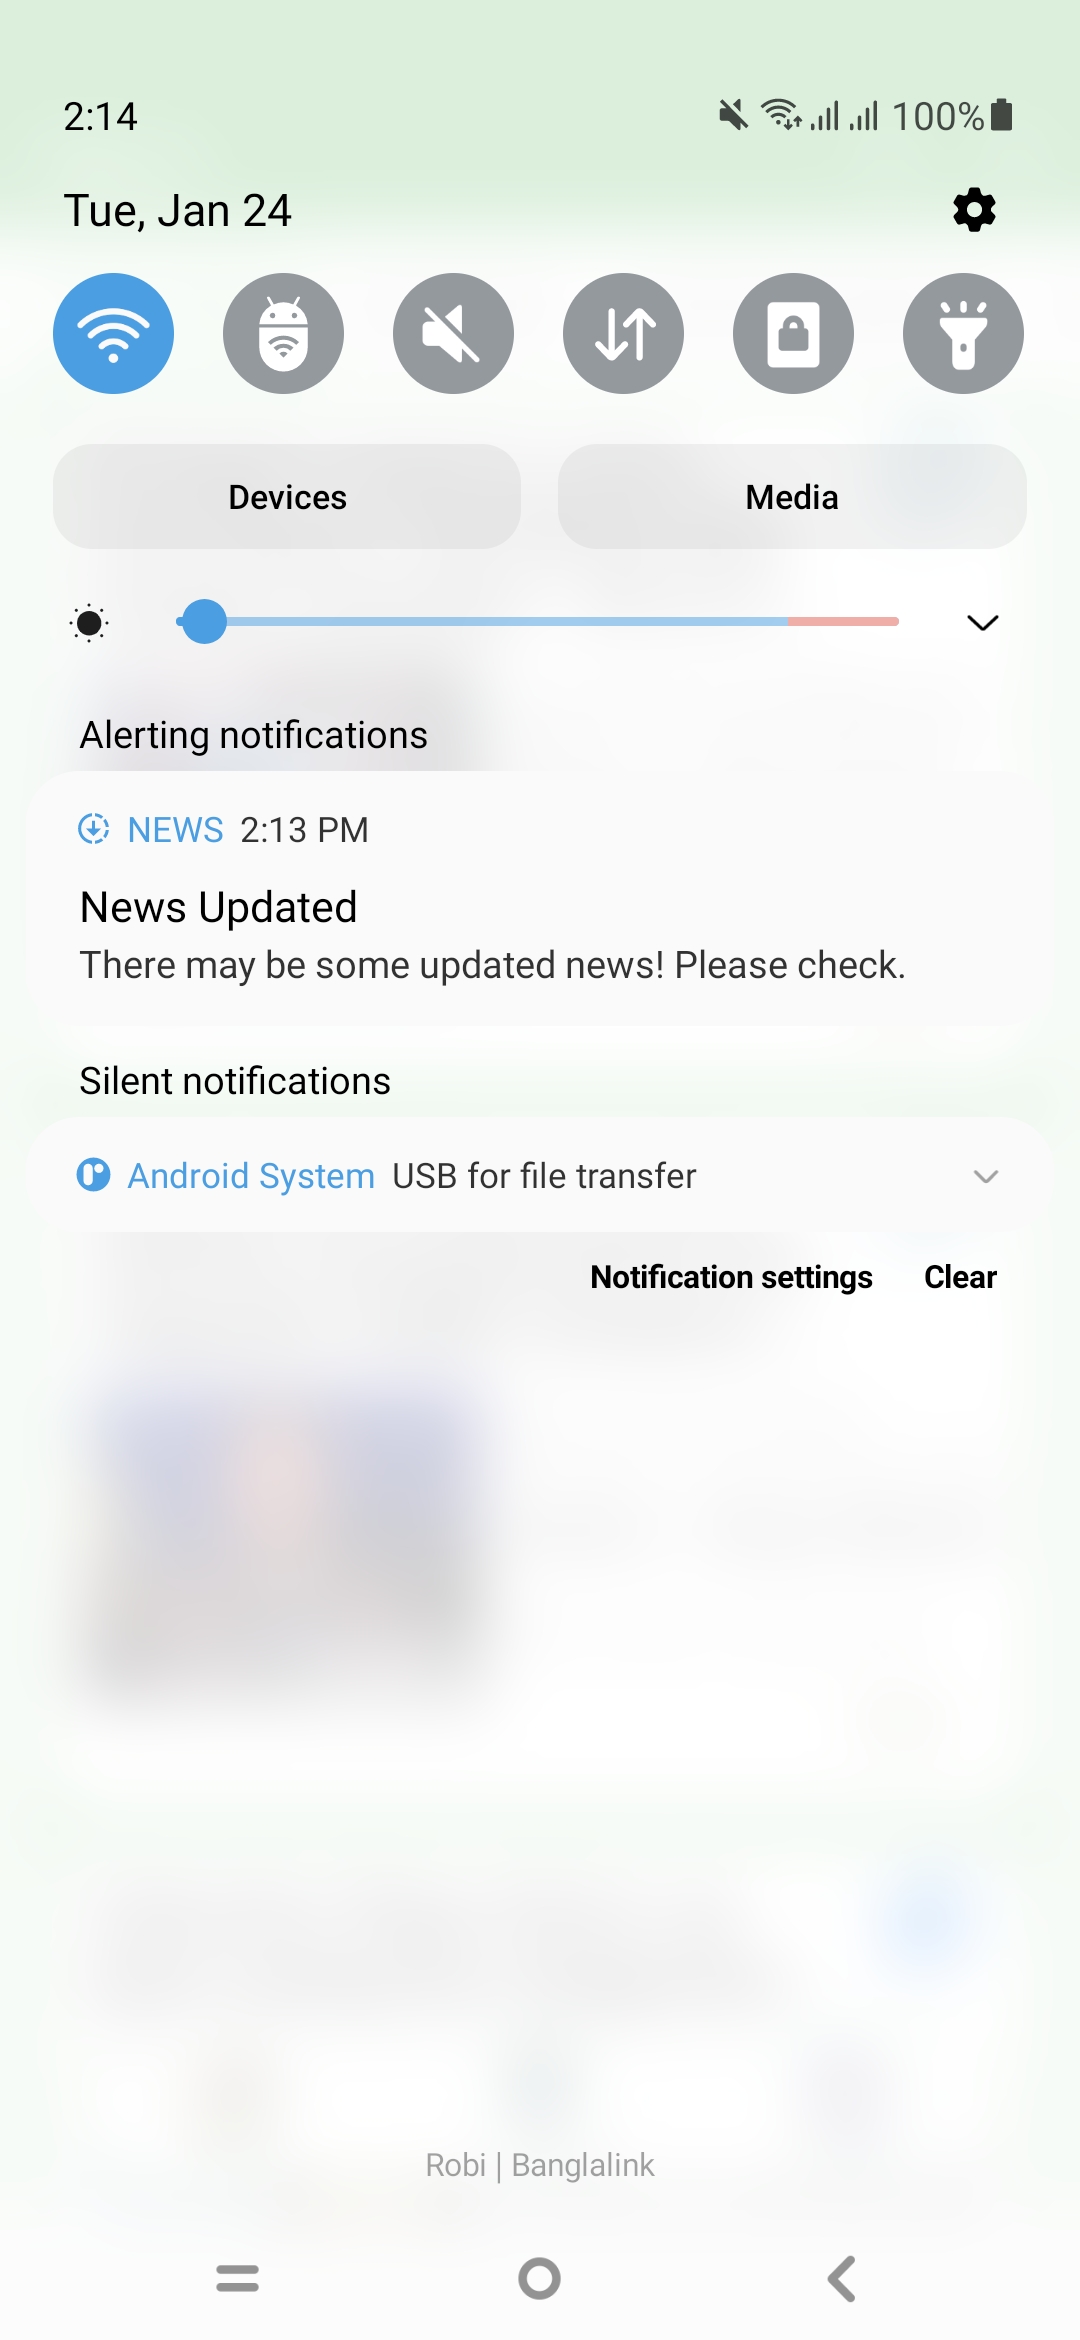 2:14 100%
Tue, Jan 24
Devices Media
Alerting notifications
NEWS 2:13 PM
News Updated
There may be some updated news! Please check.
Silent notifications
Android System USB for file transfer
Notification settings Clear
Robi | Banglalink